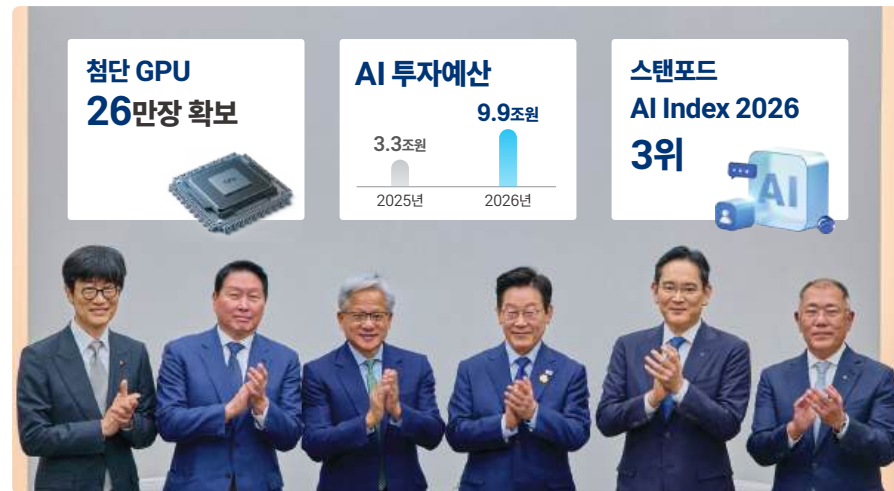 첨단 GPU
26만장 확보
AI 투자예산
9.9조원
3.3조원
2025년
2026년
스탠포드
AI Index 2026
3위
AI